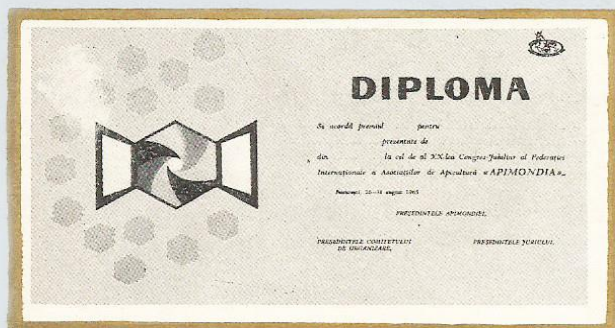 DIPLOMA
Se acordă premiul pentru
prezentate de
din la cel de al XX-lea Congres-Jubiliar al Federației
Internaționale a Asociațiilor de Apicultură «APIMONDIA».
București, 26–31 august 1965
PREȘEDINTELE APIMONDIEI,
PREȘEDINTELE COMITETULUI
DE ORGANIZARE,
PREȘEDINTELE JURIULUI,